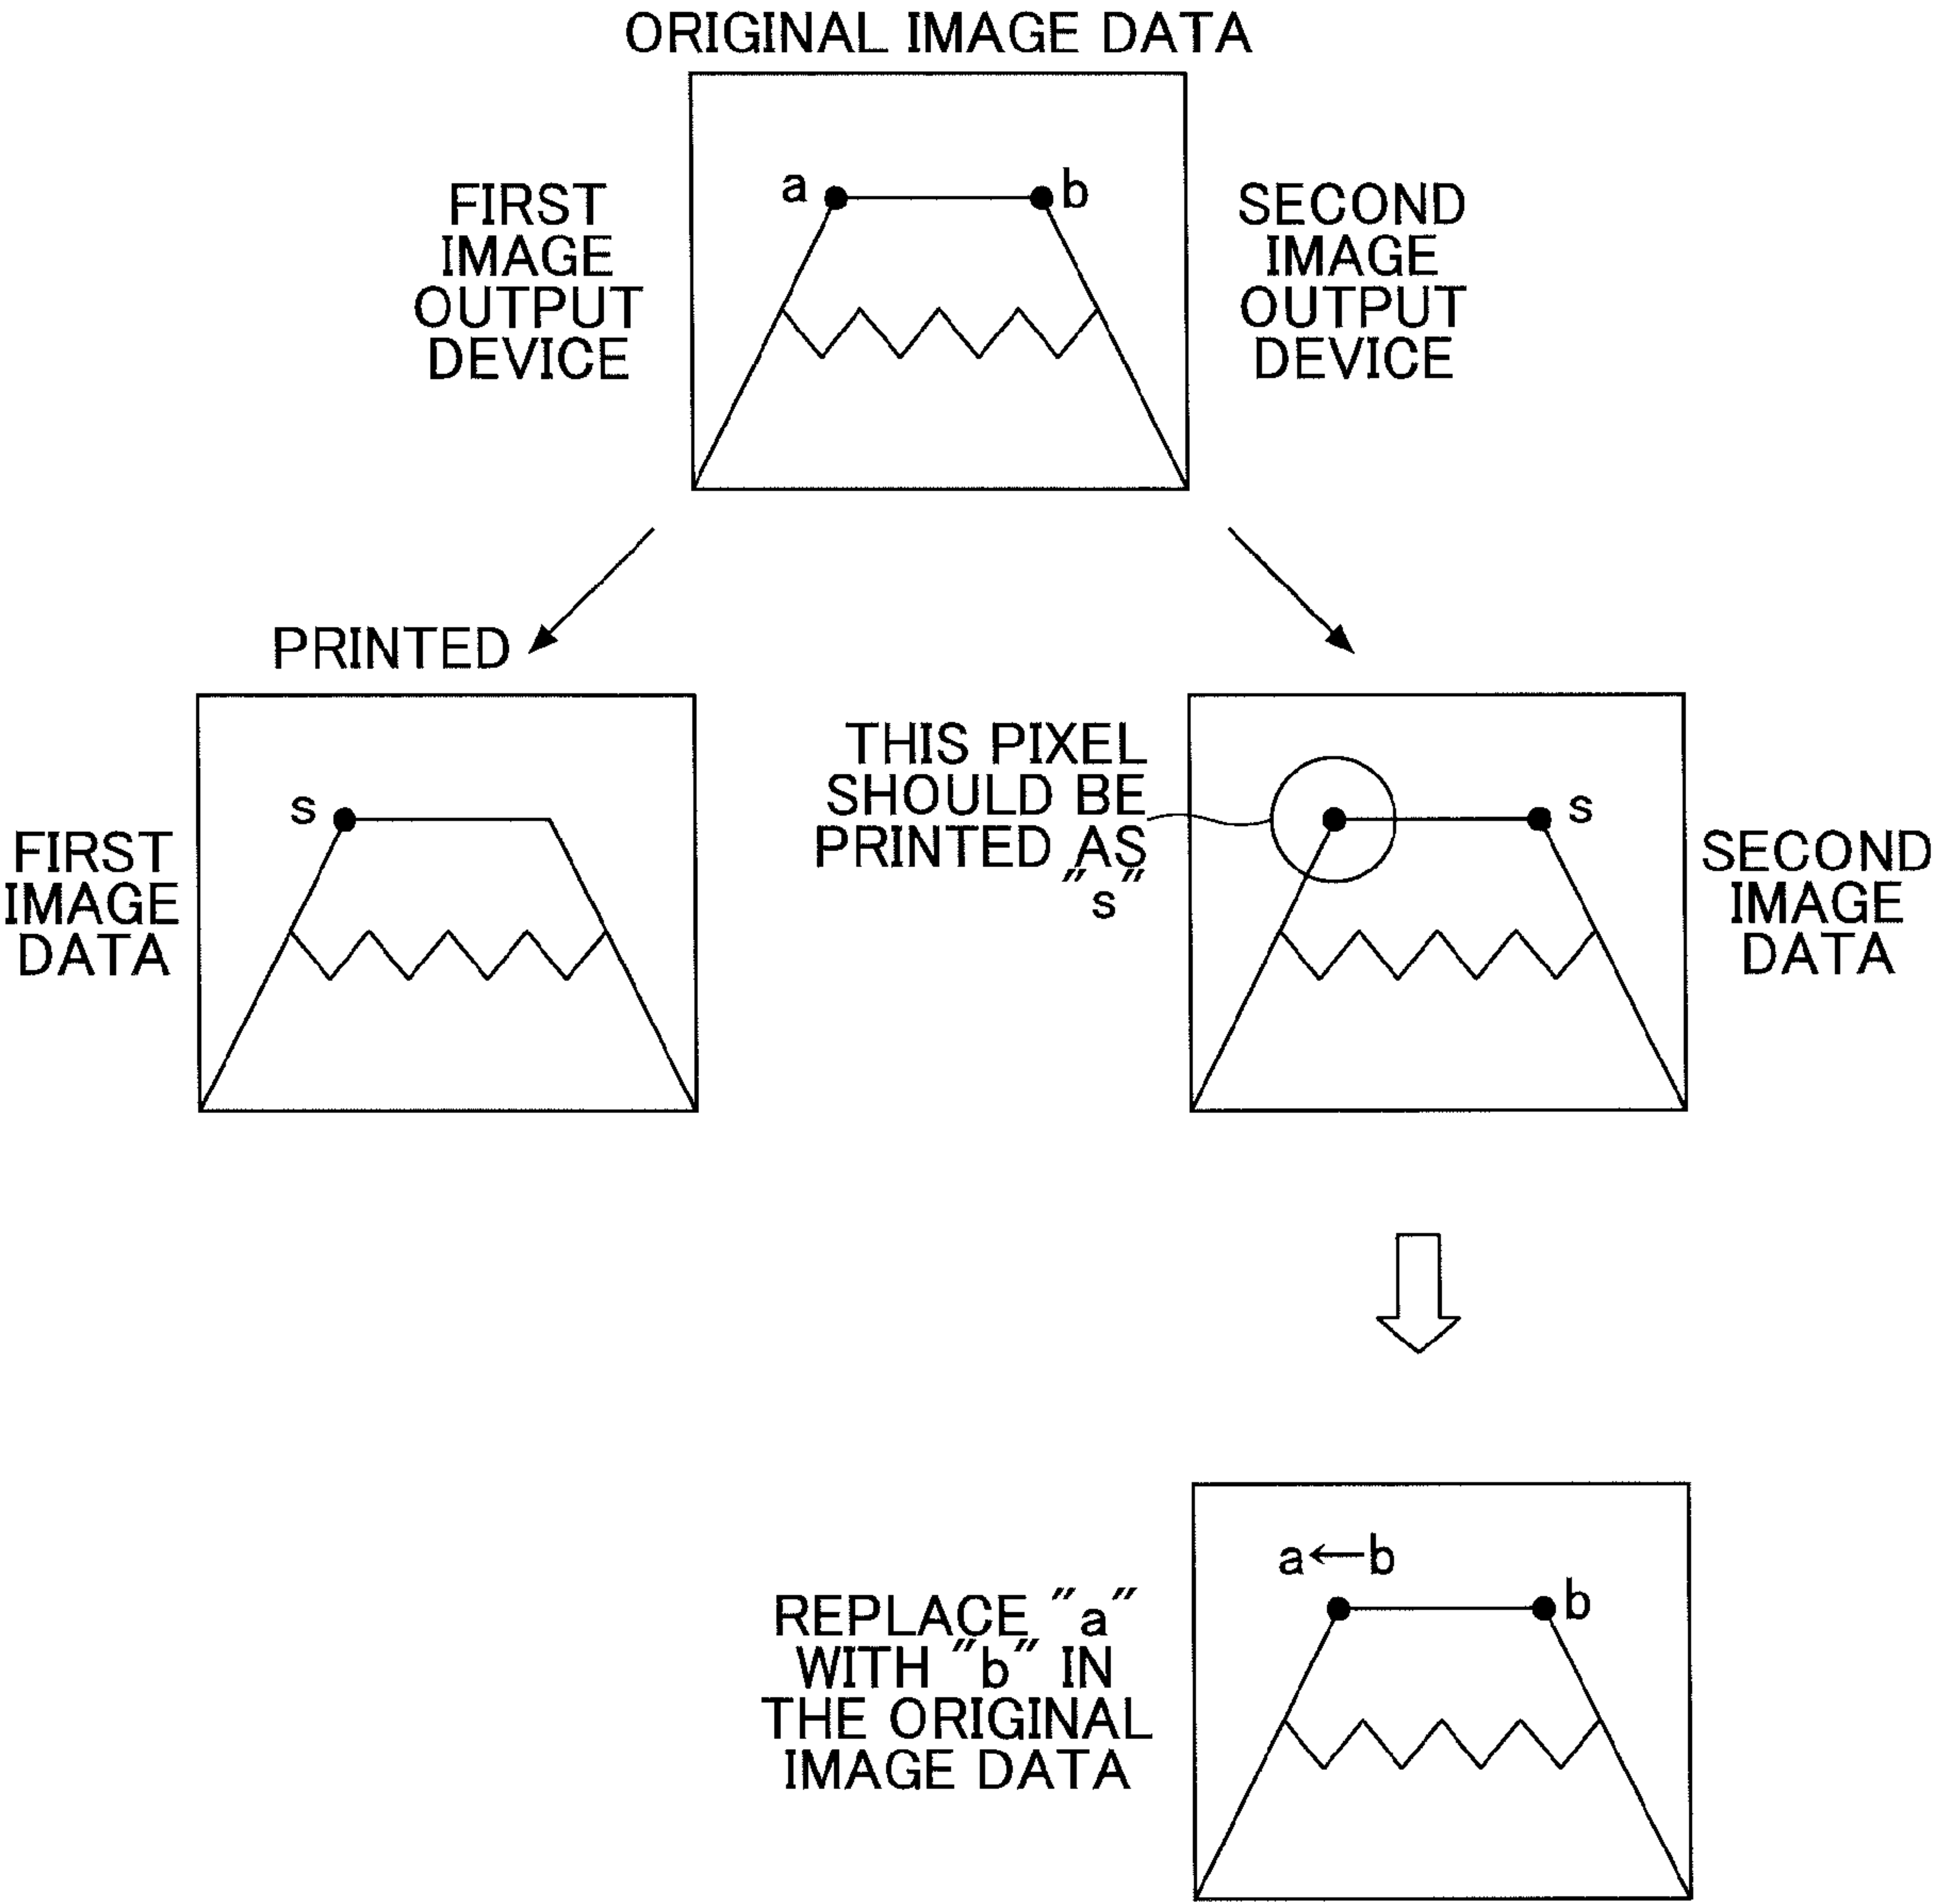 ORIGINAL IMAGE DATA
a
b
FIRST
IMAGE
OUTPUT
DEVICE
SECOND
IMAGE
OUTPUT
DEVICE
PRINTED
s
FIRST
IMAGE
DATA
THIS PIXEL
SHOULD BE
PRINTED AS
"s"
s
SECOND
IMAGE
DATA
a←b
b
REPLACE "a"
WITH "b" IN
THE ORIGINAL
IMAGE DATA